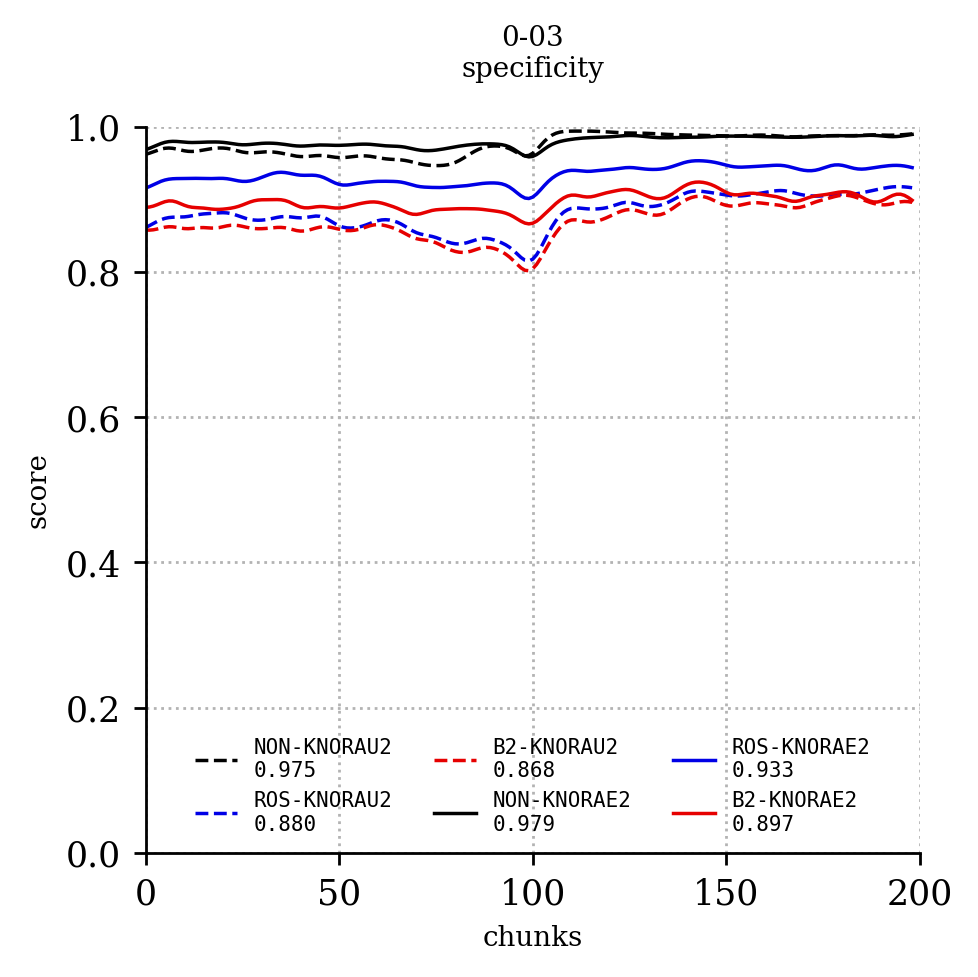 0-03
specificity
1.0
0.8
0.6
0.4
0.2
0.0
score
NON-KNORAU2
0.975
ROS-KNORAU2
0.880
B2-KNORAU2
0.868
NON-KNORAE2
0.979
ROS-KNORAE2
0.933
B2-KNORAE2
0.897
0 50 100 150 200
chunks